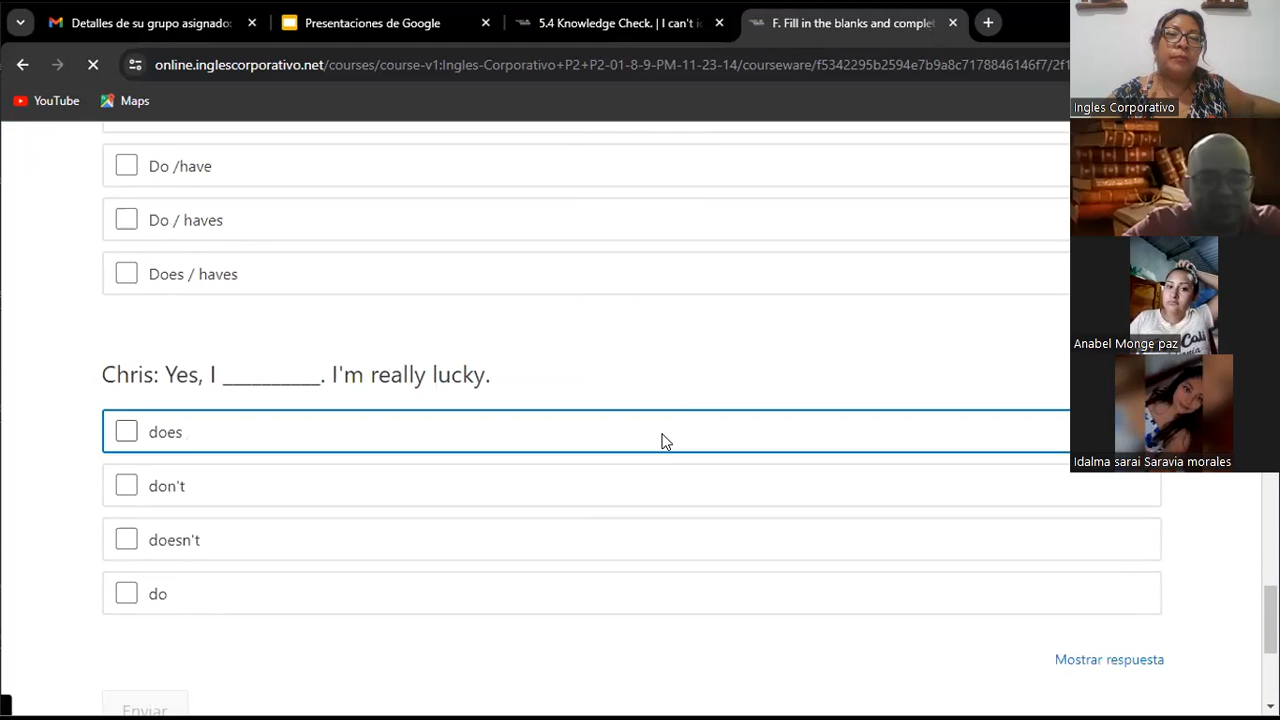 Detalles de su grupo asignado:
Presentaciones de Google
5.4 Knowledge Check. | I can't i
F. Fill in the blanks and comple
online.inglescorporativo.net/courses/course-v1:Ingles-Corporativo+P2+P2-01-8-9-PM-11-23-14/courseware/f5342295b2594e7b9a8c7178846146f7/2f1
YouTube
Maps
Ingles Corporativo
Do /have
Do / haves
Does / haves
Anabel Monge paz
Chris: Yes, I __________. I'm really lucky.
does
Idalma sarai Saravia morales
don't
doesn't
do
Mostrar respuesta
Enviar